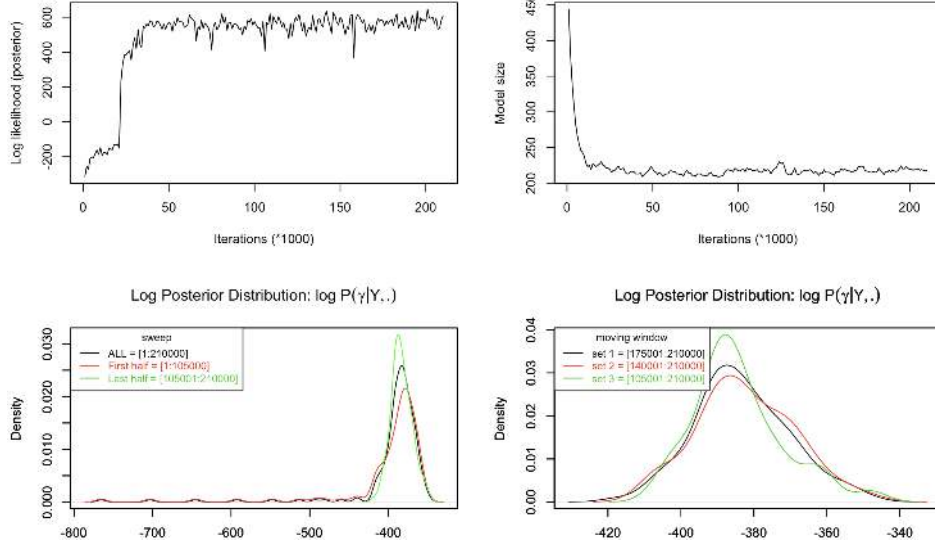 Log likelihood (posterior)
600
400
200
0
200
0
50
100
150
200
Iterations (*1000)
Model size
450
400
350
300
250
200
0
50
100
150
200
Iterations (*1000)
Log Posterior Distribution: log P(γ|Y,.)
Density
0.030
0.020
0.010
0.000
sweep
ALL = [1:210000]
First half = [1:105000]
Last half = [105001:210000]
-800
-700
-600
-500
-400
Log Posterior Distribution: log P(γ|Y,.)
Density
0.04
0.03
0.02
0.01
0.00
moving window
set 1 = [175001:210000]
set 2 = [140001:210000]
set 3 = [105001:210000]
-420
-400
-380
-360
-340